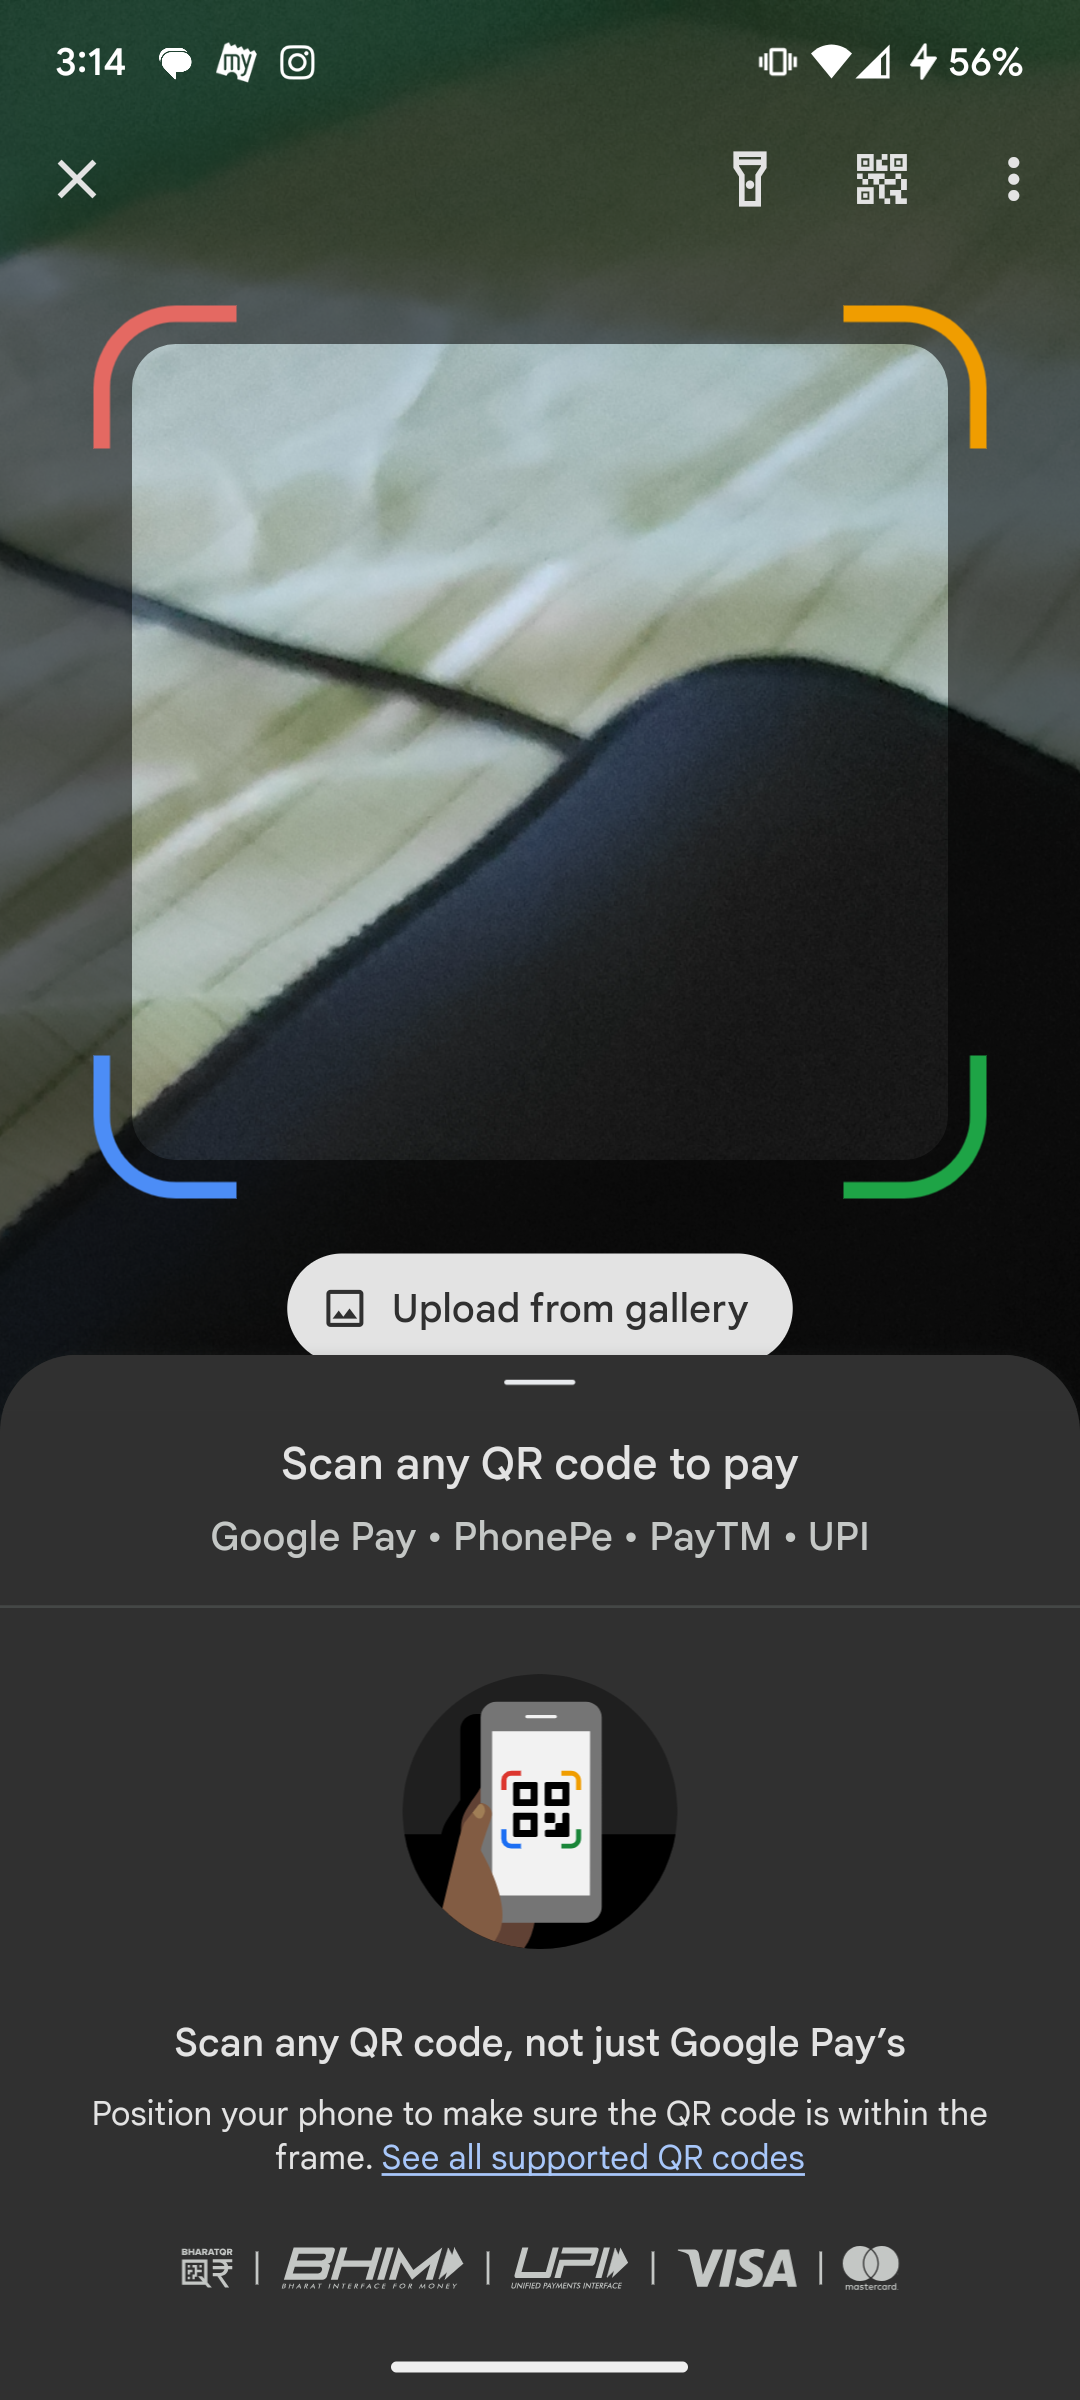 3:14
my
56%
Upload from gallery
Scan any QR code to pay
Google Pay • PhonePe • PayTM • UPI
Scan any QR code, not just Google Pay’s
Position your phone to make sure the QR code is within the
frame. See all supported QR codes
BHARATQR | BHIM | UPI | VISA | mastercard.
BHARAT INTERFACE FOR MONEY
UNIFIED PAYMENTS INTERFACE